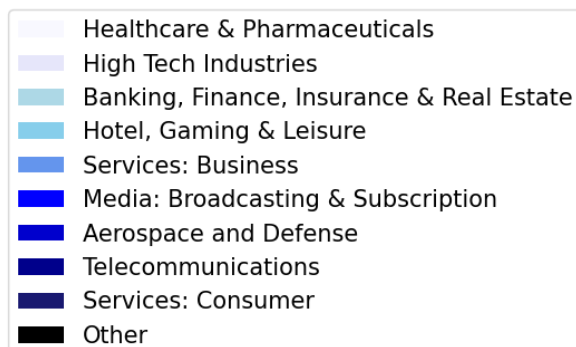 Healthcare & Pharmaceuticals
High Tech Industries
Banking, Finance, Insurance & Real Estate
Hotel, Gaming & Leisure
Services: Business
Media: Broadcasting & Subscription
Aerospace and Defense
Telecommunications
Services: Consumer
Other